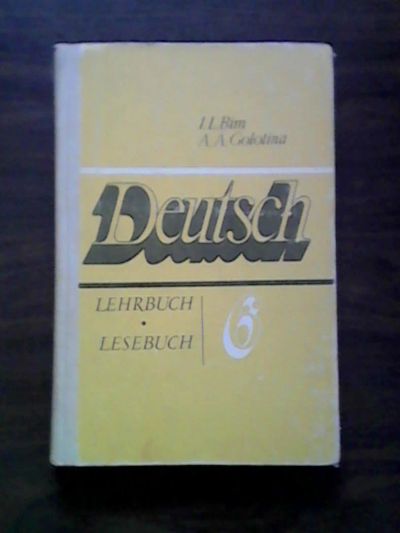 I.L.Bim
A.A.Golotina
Deutsch
LEHRBUCH
•
LESEBUCH
6